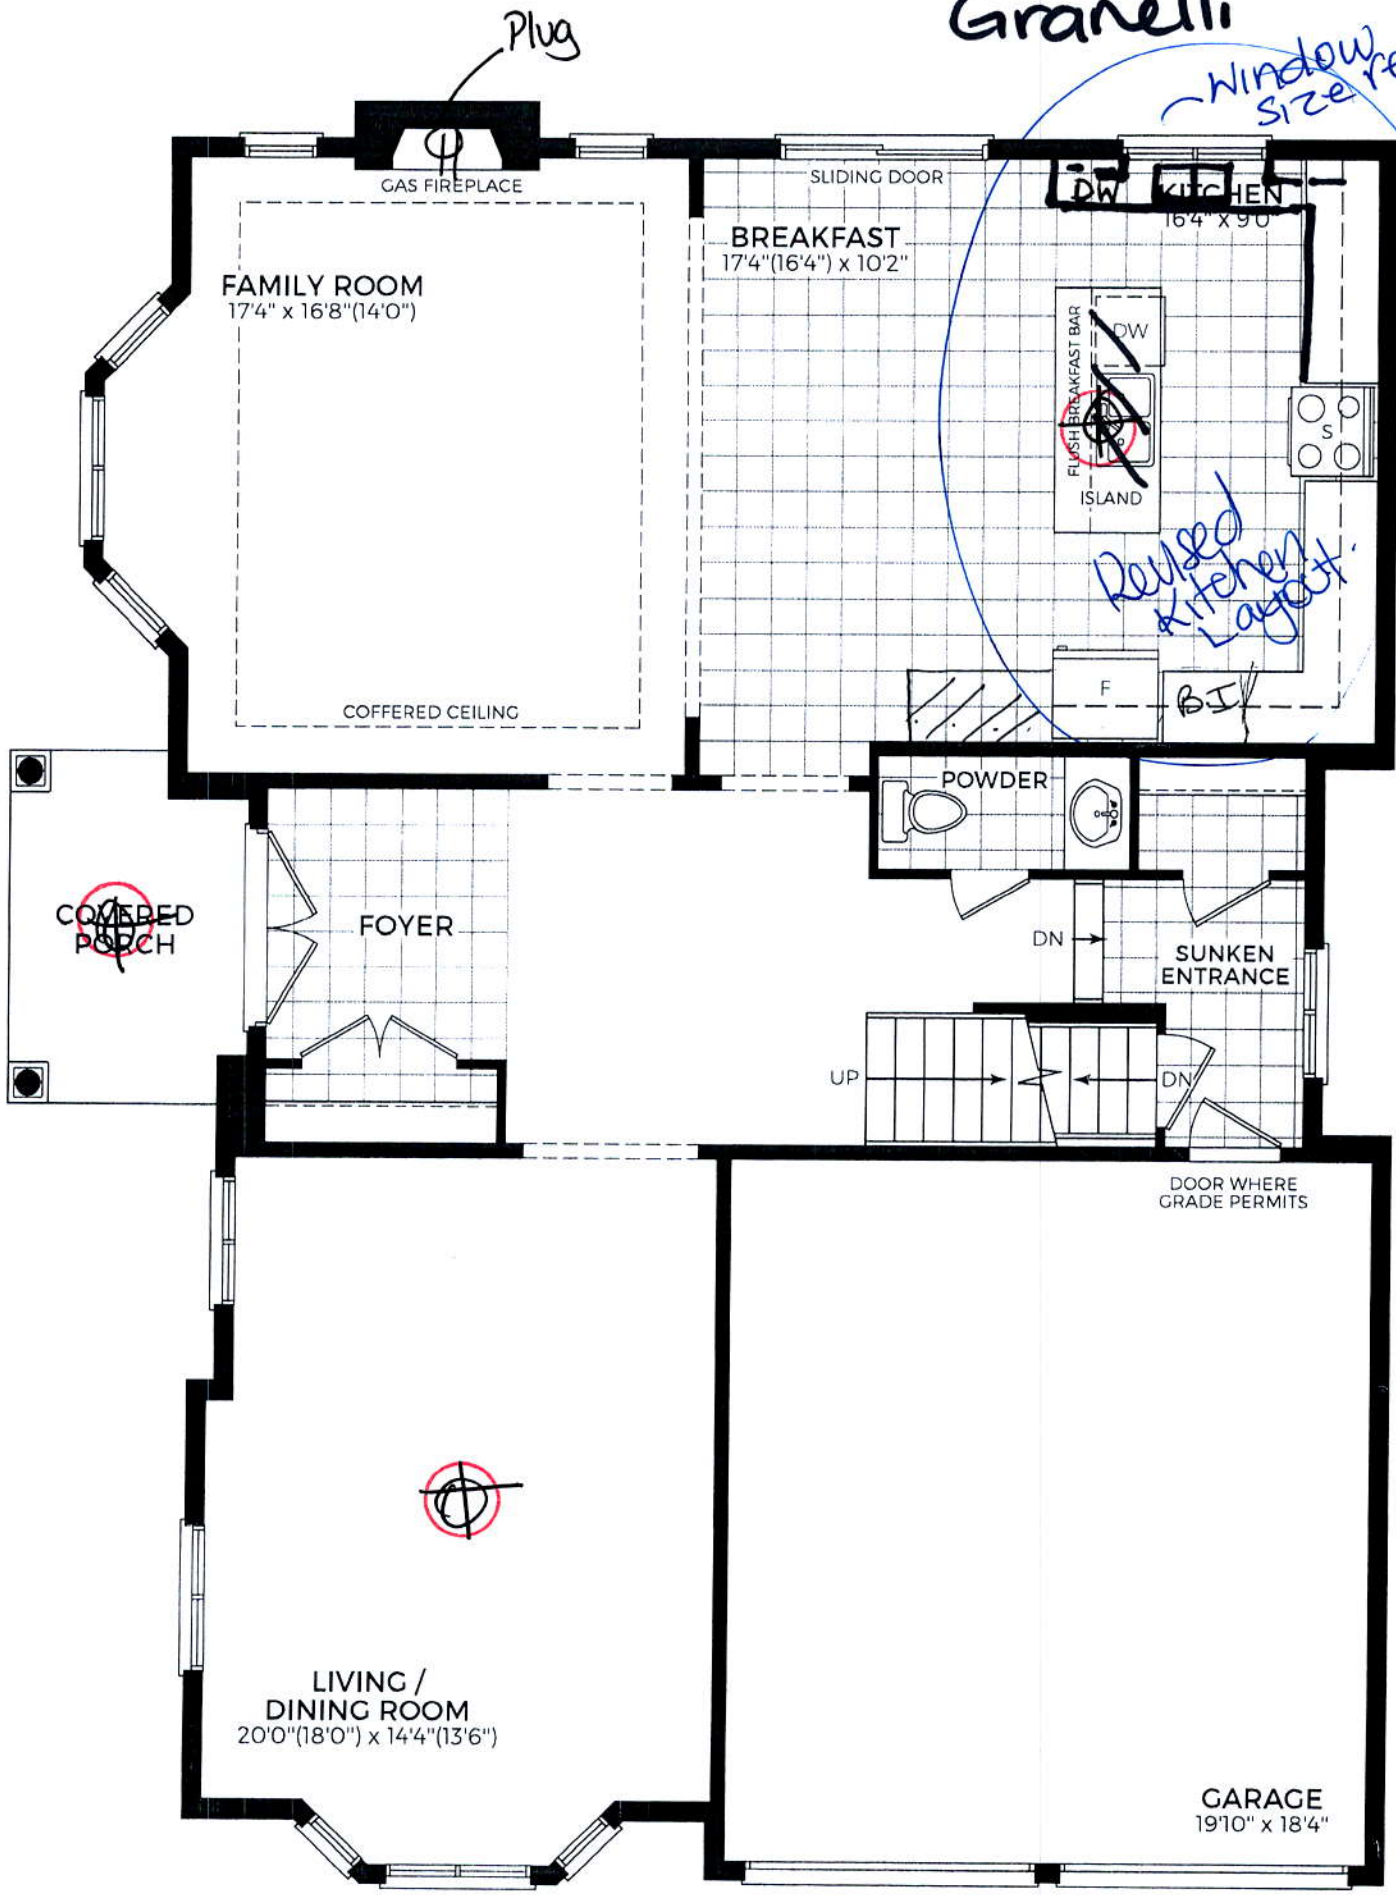 Granelli
Plug
Window
size
GAS FIREPLACE
SLIDING DOOR
DW
KITCHEN
16'4" x 9'0"
BREAKFAST
17'4"(16'4") x 10'2"
FAMILY ROOM
17'4" x 16'8"(14'0")
DW
FLUSH BREAKFAST BAR
S
ISLAND
Revised
Kitchen
Layout.
F
B.I
COFFERED CEILING
POWDER
COVERED
PORCH
FOYER
DN
SUNKEN
ENTRANCE
UP
DN
DOOR WHERE
GRADE PERMITS
LIVING /
DINING ROOM
20'0"(18'0") x 14'4"(13'6")
GARAGE
19'10" x 18'4"